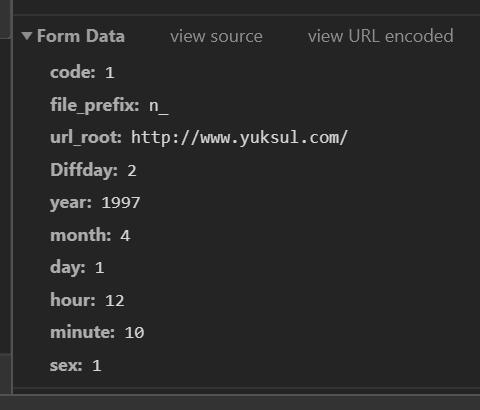 Form Data view source view URL encoded
code: 1
file_prefix: n_
url_root: http://www.yuksul.com/
Diffday: 2
year: 1997
month: 4
day: 1
hour: 12
minute: 10
sex: 1